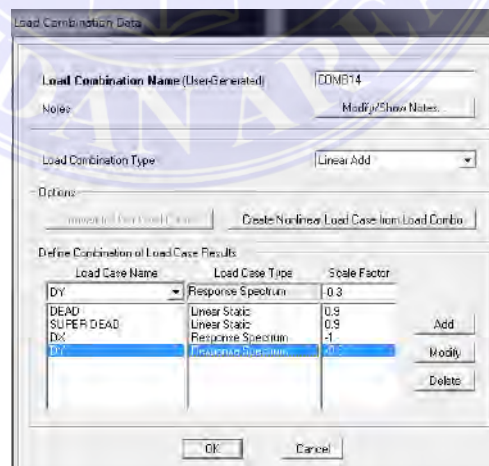 Load Combination Data
Load Combination Name (User-Generated) COMB14
Notes Modify/Show Notes...
Load Combination Type Linear Add
Options
Create Nonlinear Load Case from Load Combo
Define Combination of Load Case Results
Load Case Name Load Case Type Scale Factor
DY Response Spectrum -0.3
DEAD Linear Static 0.9
SUPER DEAD Linear Static 0.9
DX Response Spectrum -1.
DY Response Spectrum -0.3
Add
Modify
Delete
OK Cancel